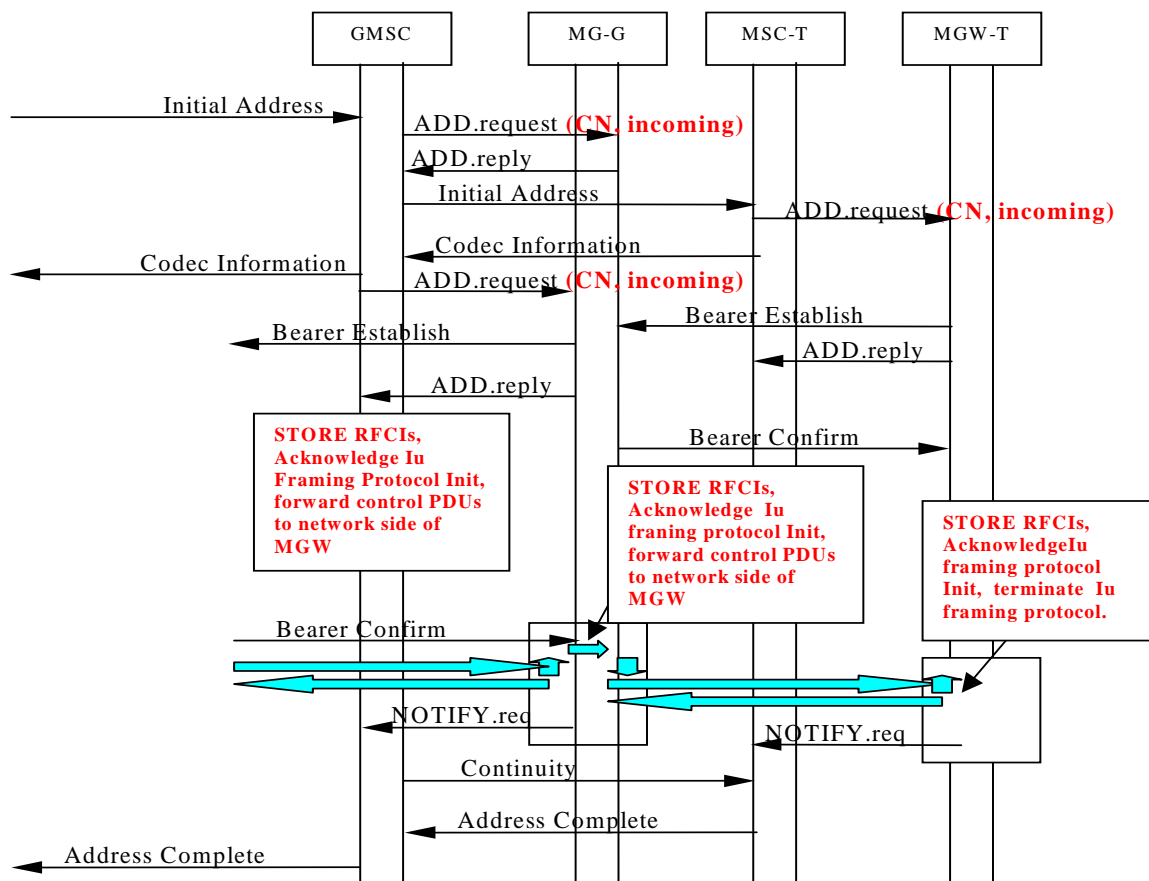 GMSC
MG-G
MSC-T
MGW-T
Initial Address
ADD.request (CN, incoming)
ADD.reply
Initial Address
ADD.request (CN, incoming)
Codec Information
Codec Information
ADD.request (CN, incoming)
Bearer Establish
Bearer Establish
ADD.reply
ADD.reply
STORE RFCIs,
Acknowledge Iu
Framing Protocol Init,
forward control PDUs
to network side of
MGW
Bearer Confirm
STORE RFCIs,
Acknowledge Iu
franing protocol Init,
forward control PDUs
to network side of
MGW
STORE RFCIs,
AcknowledgeIu
framing protocol
Init, terminate Iu
framing protocol.
Bearer Confirm
NOTIFY.req
NOTIFY.req
Continuity
Address Complete
Address Complete